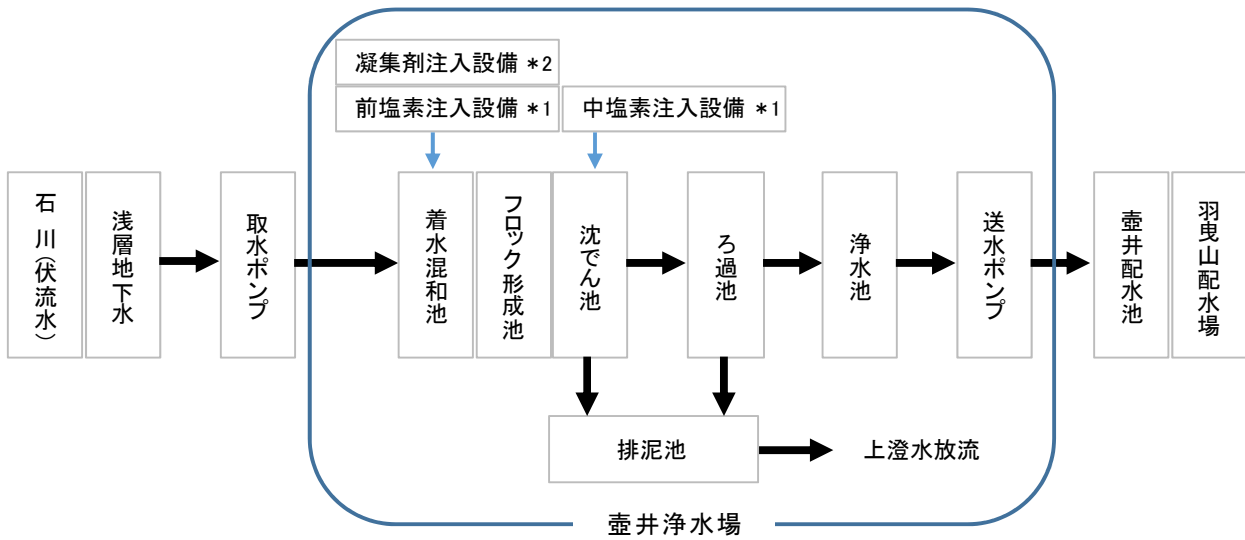 凝集剤注入設備 *2
前塩素注入設備 *1
中塩素注入設備 *1
石川(伏流水)
浅層地下水
取水ポンプ
着水混和池
フロック形成池
沈でん池
ろ過池
浄水池
送水ポンプ
壺井配水池
羽曳山配水場
排泥池
上澄水放流
壺井浄水場